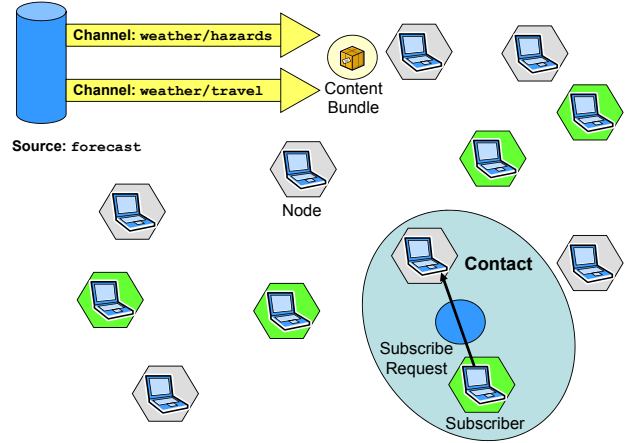 Channel: weather/hazards
Channel: weather/travel
Content
Bundle
Source: forecast
Node
Contact
Subscribe
Request
Subscriber